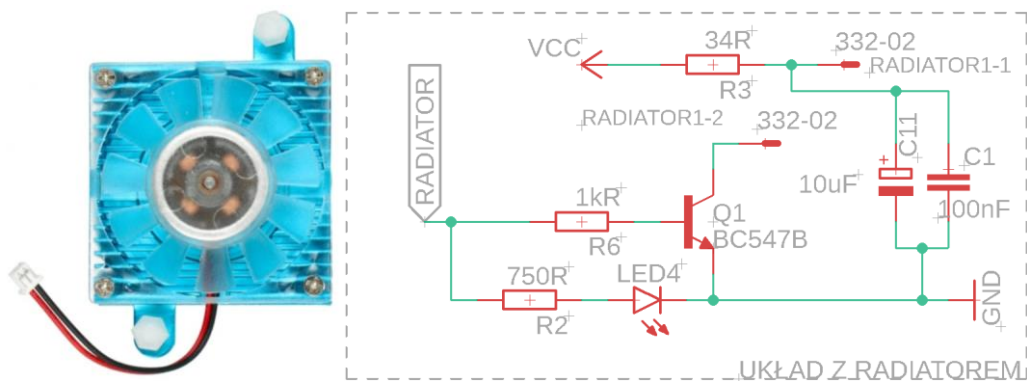 VCC
34R
R3
332-02
RADIATOR1-1
RADIATOR1-2
332-02
RADIATOR
C11
10uF
C1
100nF
1kR
R6
Q1
BC547B
750R
R2
LED4
GND
UKŁAD Z RADIATOREM